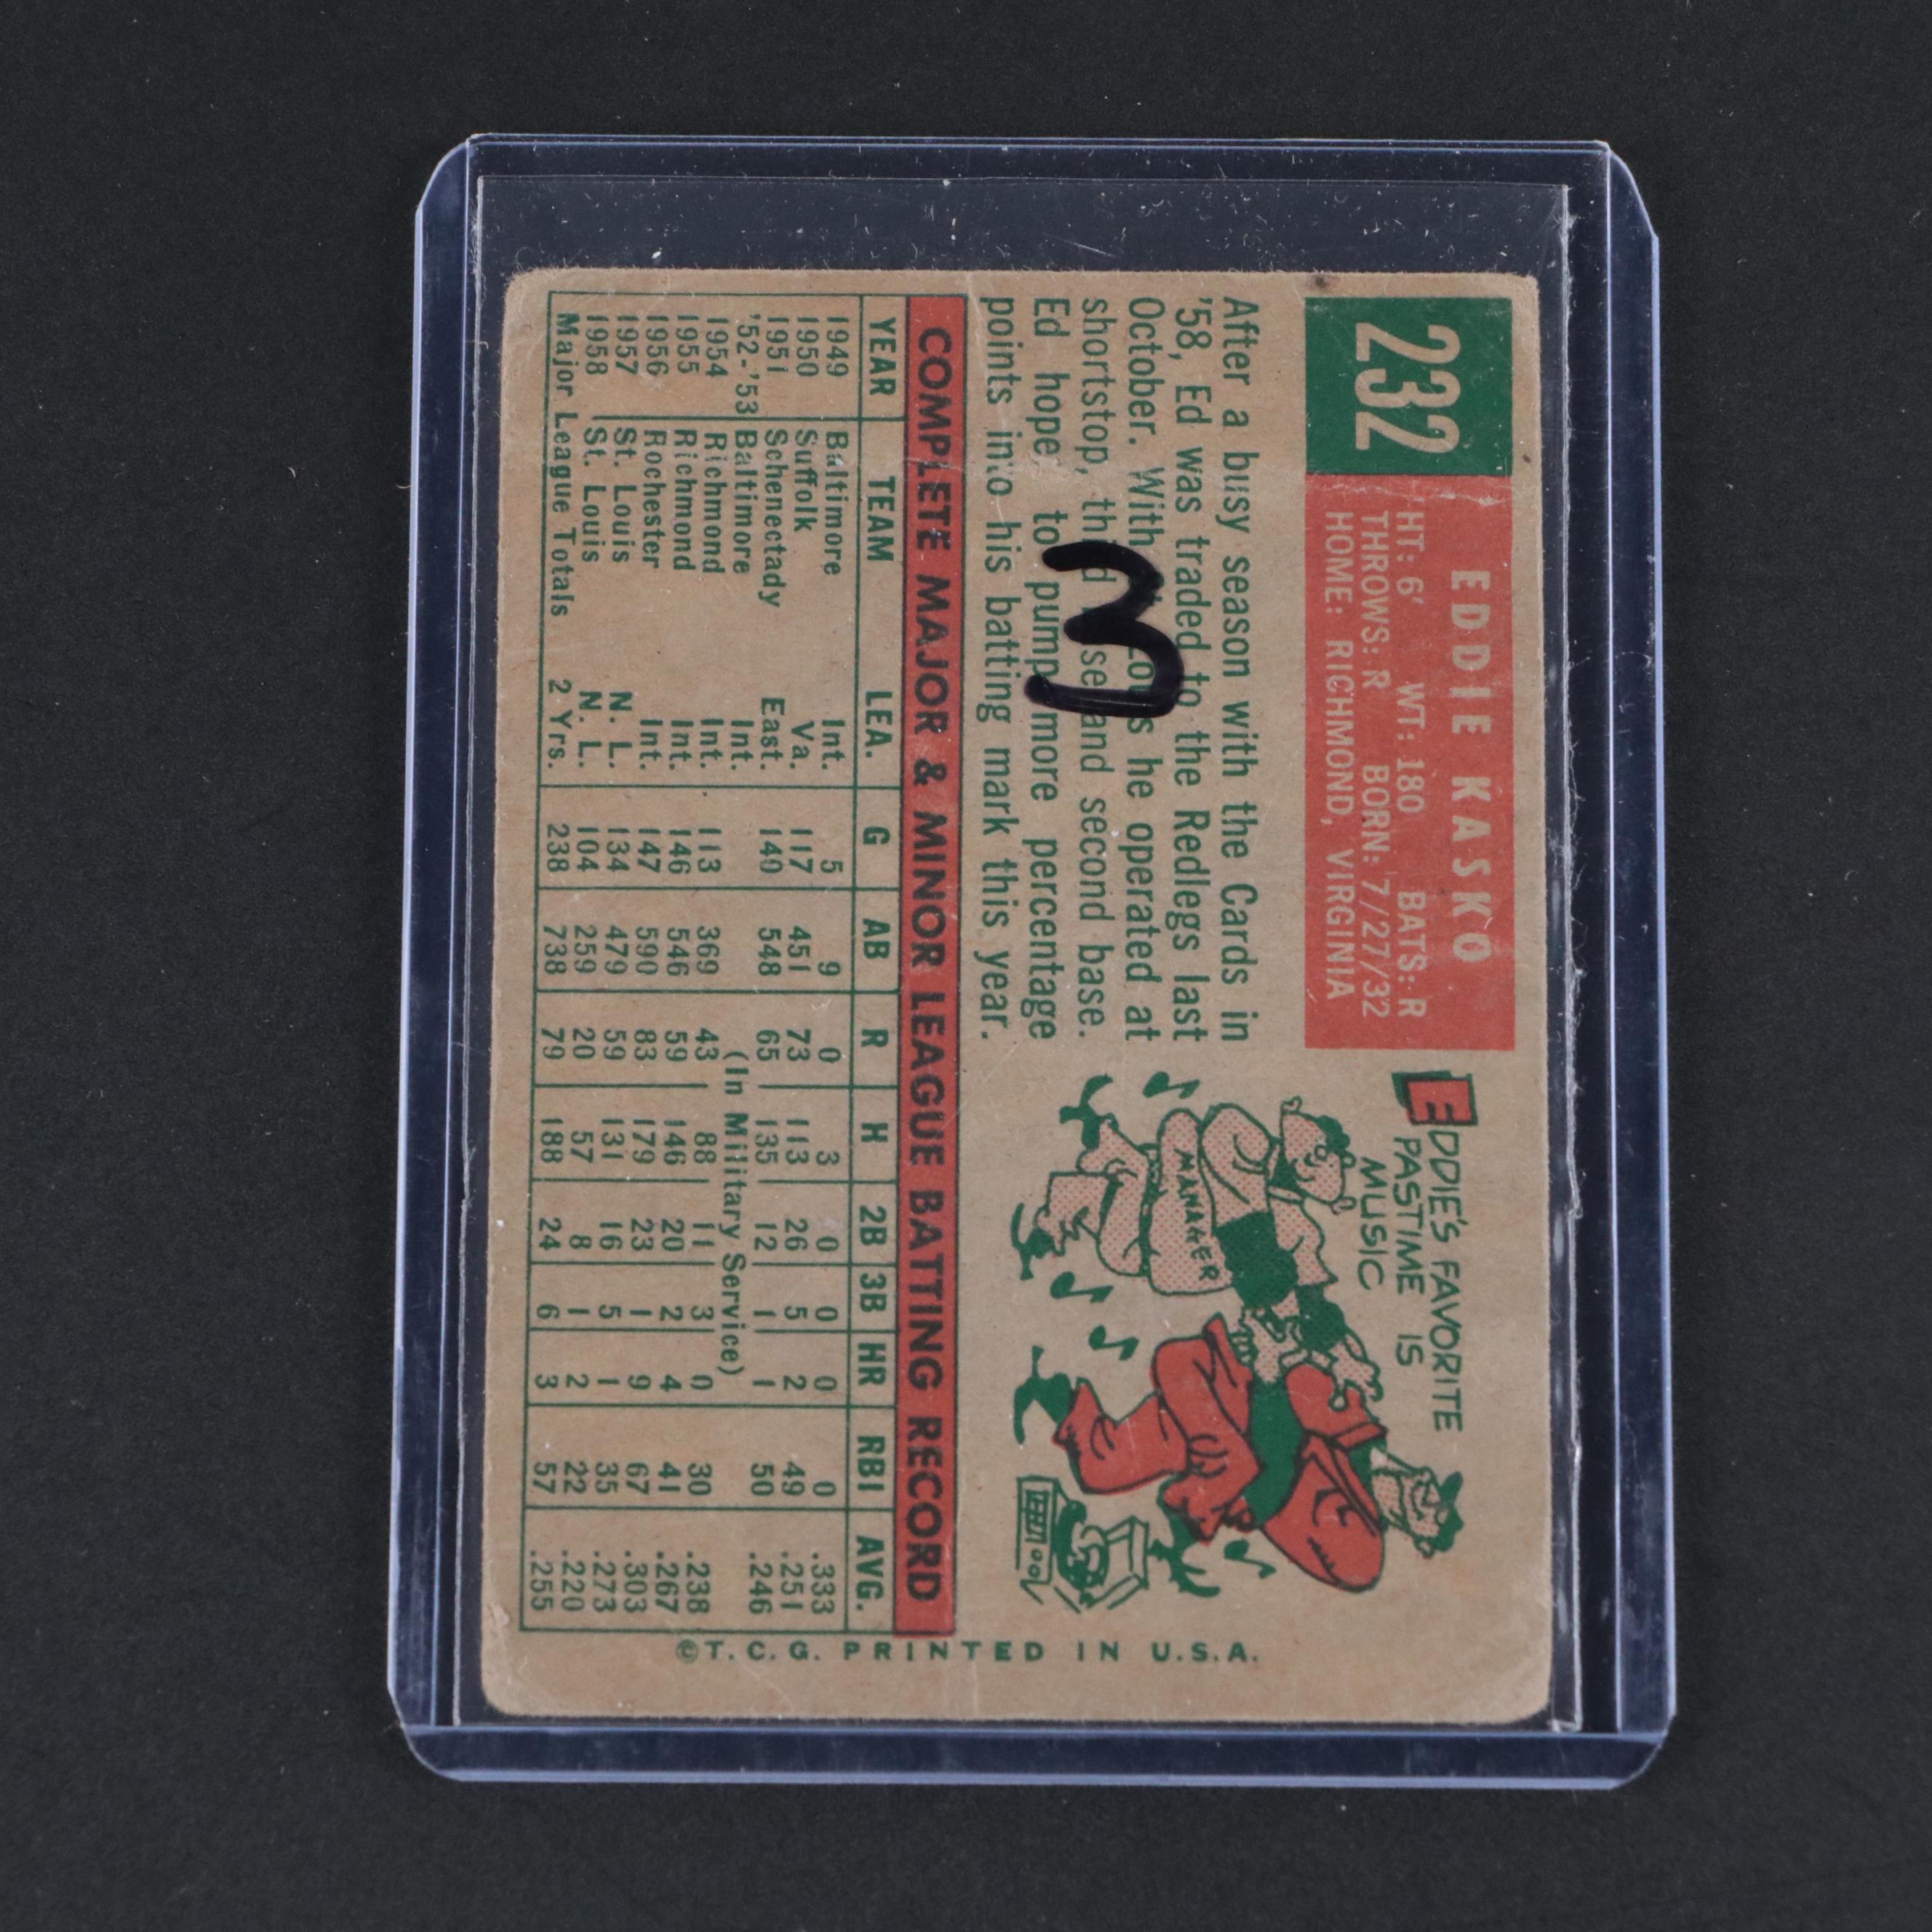 232
EDDIE KASKO
HT: 6' WT: 180 BATS: R
THROWS: R BORN: 7/27/32
HOME: RICHMOND, VIRGINIA
EDDIE'S FAVORITE
PASTIME IS
MUSIC
MANAGER
After a busy season with the Cards in
'58, Ed was traded to the Redlegs last
October. With he operated at
shortstop, third and second base.
Ed hope to pump more percentage
points into his batting mark this year.
3
COMPLETE MAJOR & MINOR LEAGUE BATTING RECORD
YEAR TEAM LEA. G AB R H 2B 3B HR RBI AVG.
1949 Baltimore Int. 5 9 0 3 0 0 0 0 .333
1950 Suffolk Va. 117 451 73 113 26 5 2 49 .251
1951 Schenectady East. 140 548 65 135 12 1 1 50 .246
'52-'53 Baltimore Int. (In Military Service)
1954 Richmond Int. 113 369 43 88 11 3 0 30 .238
1955 Richmond Int. 146 546 59 146 20 2 4 41 .267
1956 Rochester Int. 147 590 83 179 23 1 9 67 .303
1957 St. Louis N. L. 134 479 59 131 16 5 1 35 .273
1958 St. Louis N. L. 104 259 20 57 8 1 2 22 .220
Major League Totals 2 Yrs. 238 738 79 188 24 6 3 57 .255
©T.C.G. PRINTED IN U.S.A.